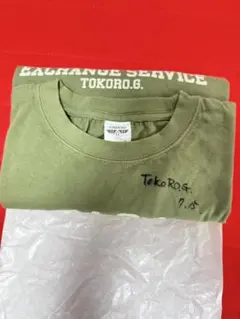 EXCHANGE SERVICE
TOKORO.G.
TokoRO.G.
7.15